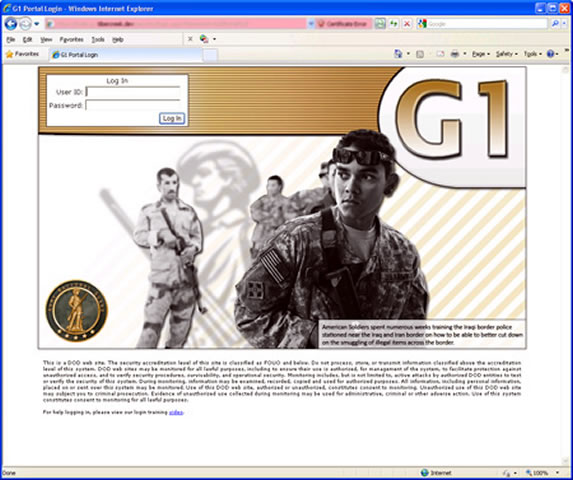 G1 Portal Login - Windows Internet Explorer
Certificate Error
Google
File Edit View Favorites Tools Help
Favorites G1 Portal Login
Page Safety Tools
Log In
User ID:
Password:
Log In
G1
American Soldiers spent numerous weeks training the Iraqi border police
stationed near the Iraq and Iran border on how to be able to better cut down
on the smuggling of illegal items across the border.
This is a DOD web site. The security accreditation level of this site is classified as FOUO and below. Do not process, store, or transmit information classified above the accreditation
level of this system. DOD web sites may be monitored for all lawful purposes, including to ensure their use is authorized, for management of the system, to facilitate protection against
unauthorized access, and to verify security procedures, survivability, and operational security. Monitoring includes, but is not limited to, active attacks by authorized DOD entities to test
or verify the security of this system. During monitoring, information may be examined, recorded, copied and used for authorized purposes. All information, including personal information,
placed on or sent over this system may be monitored. Use of this DOD web site, authorized or unauthorized, constitutes consent to monitoring. Unauthorized use of this DOD web site
may subject you to criminal prosecution. Evidence of unauthorized use collected during monitoring may be used for administrative, criminal or other adverse action. Use of this system
constitutes consent to monitoring for all lawful purposes.
For help logging in, please view our login training video.
Done
Internet
100%